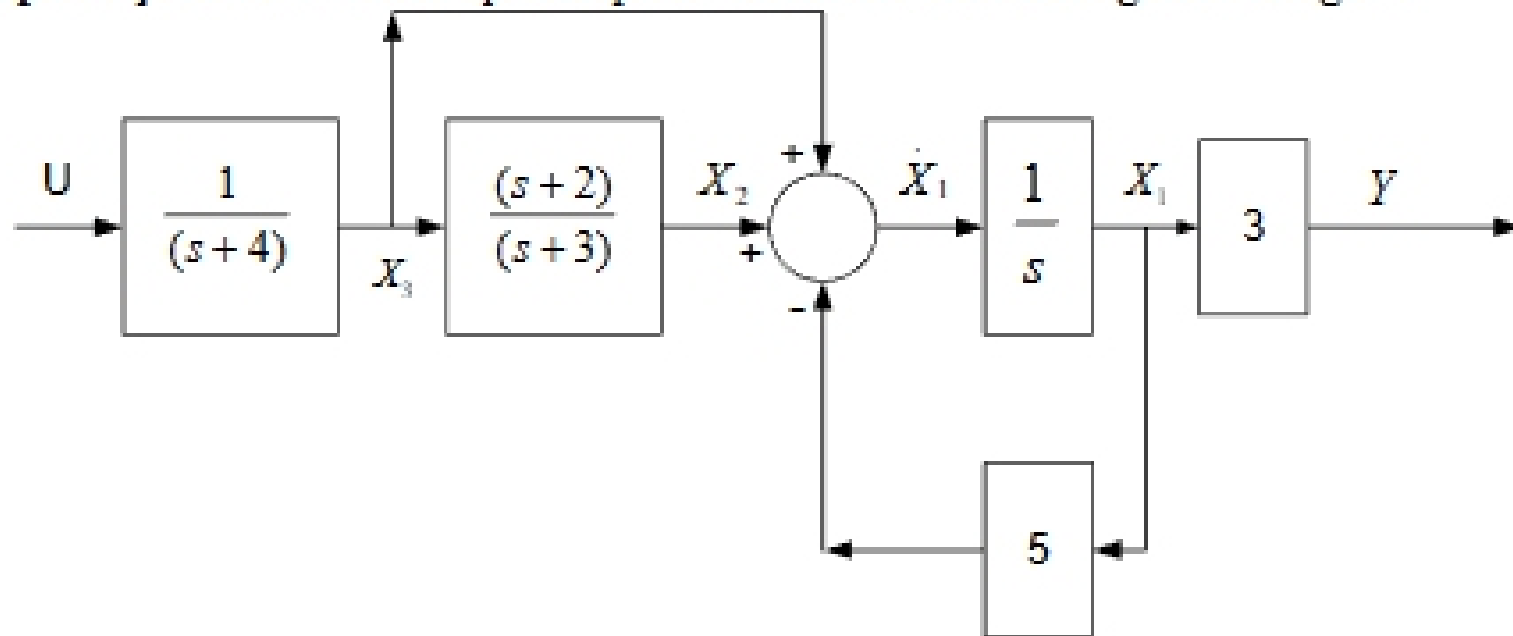 U
1
(s + 4)
X₃
(s + 2)
(s + 3)
X₂
+
+
-
Ẋ₁
1
s
X₁
3
Y
5